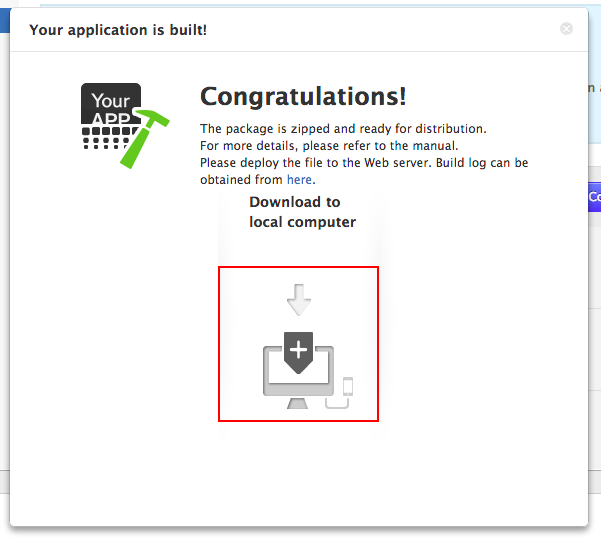 Your application is built!
Your
APP
Congratulations!
The package is zipped and ready for distribution.
For more details, please refer to the manual.
Please deploy the file to the Web server. Build log can be
obtained from here.
Download to
local computer
n a
Co